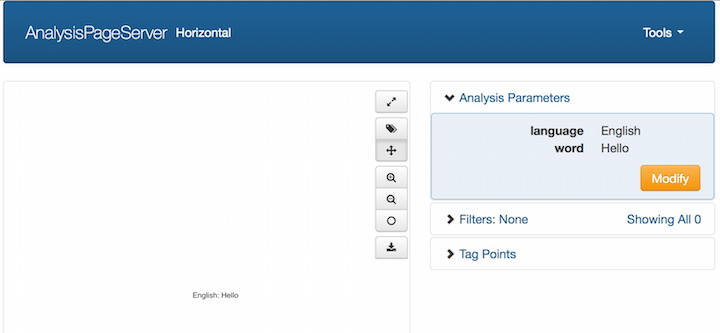 AnalysisPageServer Horizontal Tools
Analysis Parameters
language English
word Hello
Modify
Filters: None Showing All 0
Tag Points
English: Hello